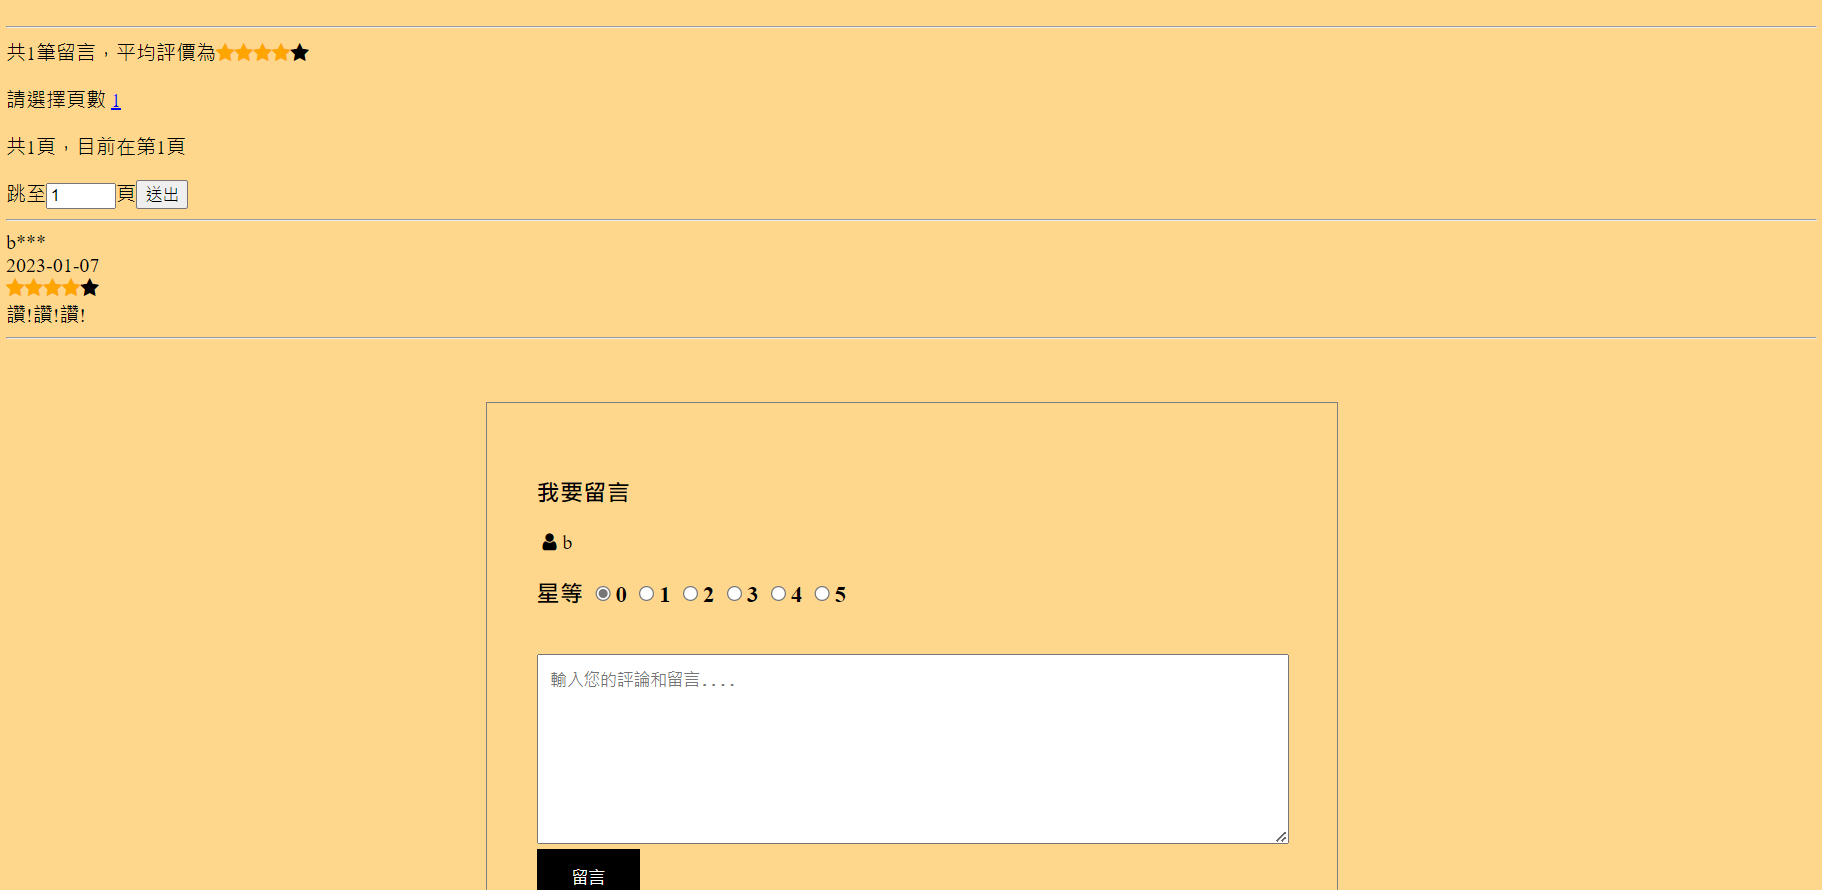 共1筆留言，平均評價為
請選擇頁數 1
共1頁，目前在第1頁
跳至1頁送出
b***
2023-01-07
讚!讚!讚!
我要留言
b
星等 0 1 2 3 4 5
輸入您的評論和留言....
留言